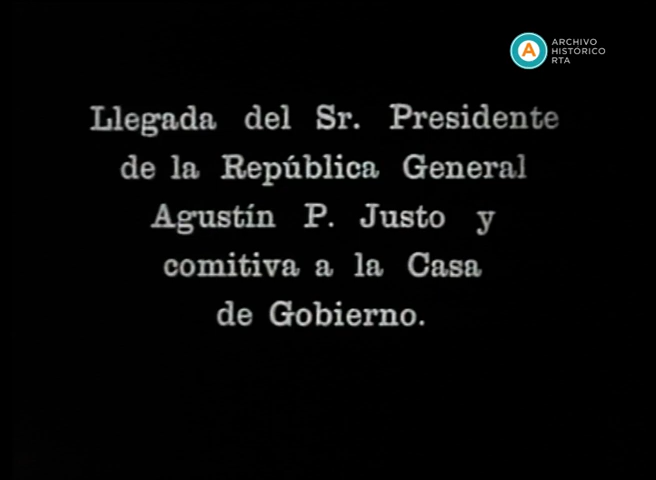 A
ARCHIVO
HISTÓRICO
RTA
Llegada del Sr. Presidente
de la República General
Agustín P. Justo y
comitiva a la Casa
de Gobierno.